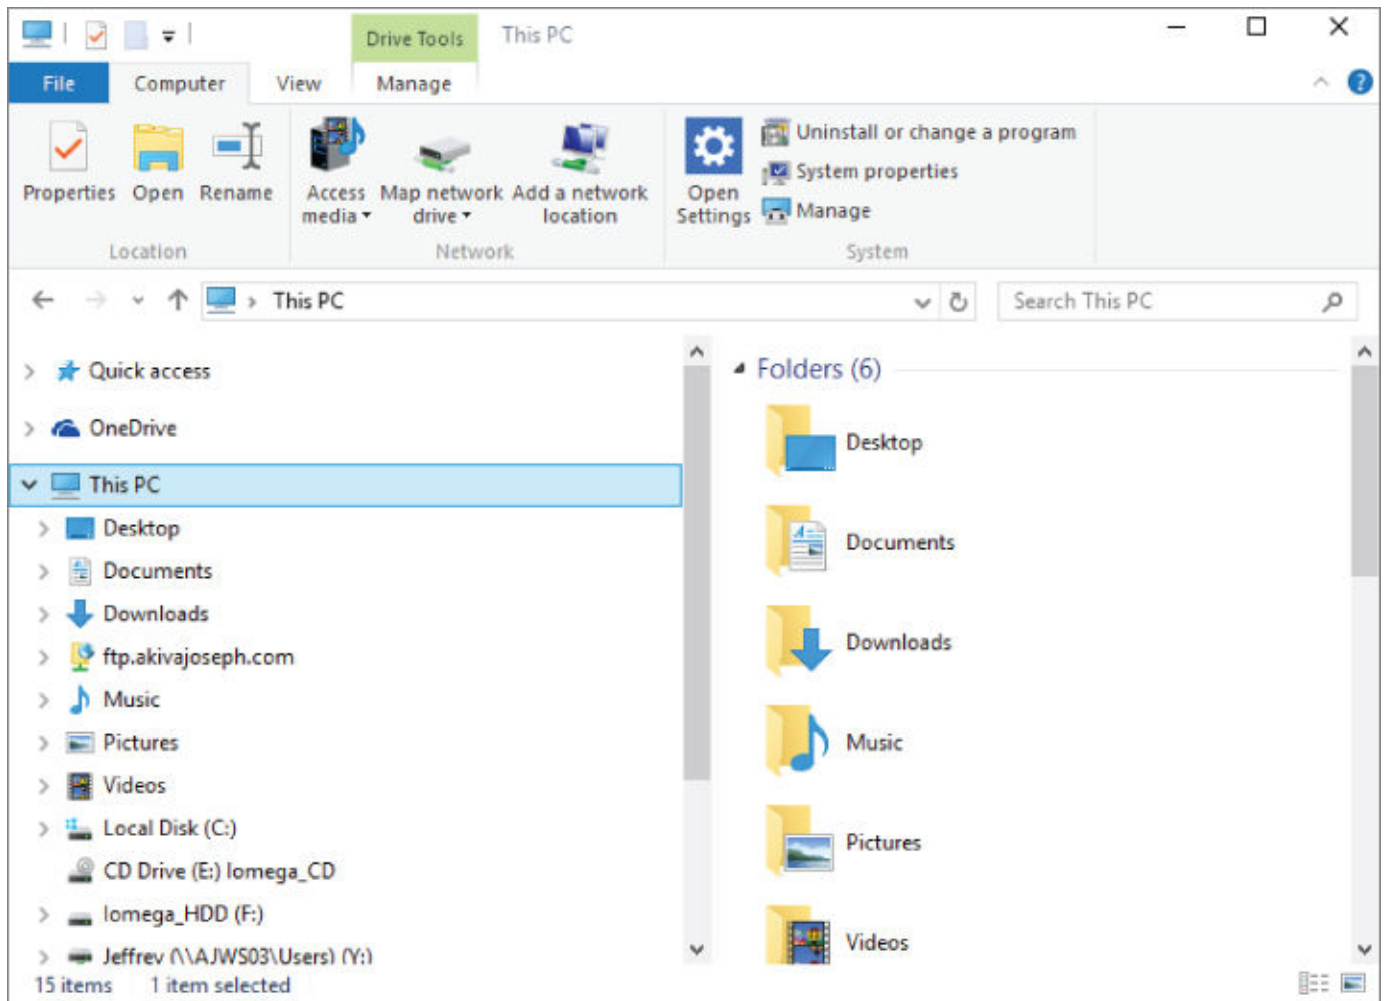 Drive Tools
This PC
File
Computer
View
Manage
Properties
Open
Rename
Access
media
Map network
drive
Add a network
location
Open
Settings
Uninstall or change a program
System properties
Manage
Location
Network
System
This PC
Search This PC
Quick access
OneDrive
This PC
Desktop
Documents
Downloads
ftp.akivajoseph.com
Music
Pictures
Videos
Local Disk (C:)
CD Drive (E:) Iomega_CD
Iomega_HDD (F:)
Jeffrey (\\AJWS03\Users) (Y:)
Folders (6)
Desktop
Documents
Downloads
Music
Pictures
Videos
15 items
1 item selected